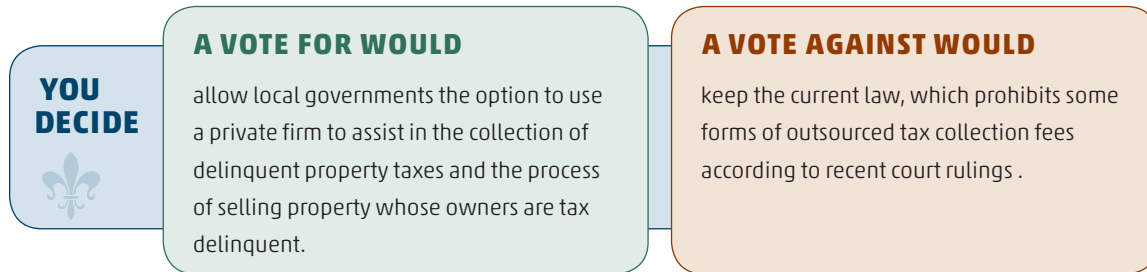 YOU
DECIDE
A VOTE FOR WOULD
allow local governments the option to use
a private firm to assist in the collection of
delinquent property taxes and the process
of selling property whose owners are tax
delinquent.
A VOTE AGAINST WOULD
keep the current law, which prohibits some
forms of outsourced tax collection fees
according to recent court rulings .